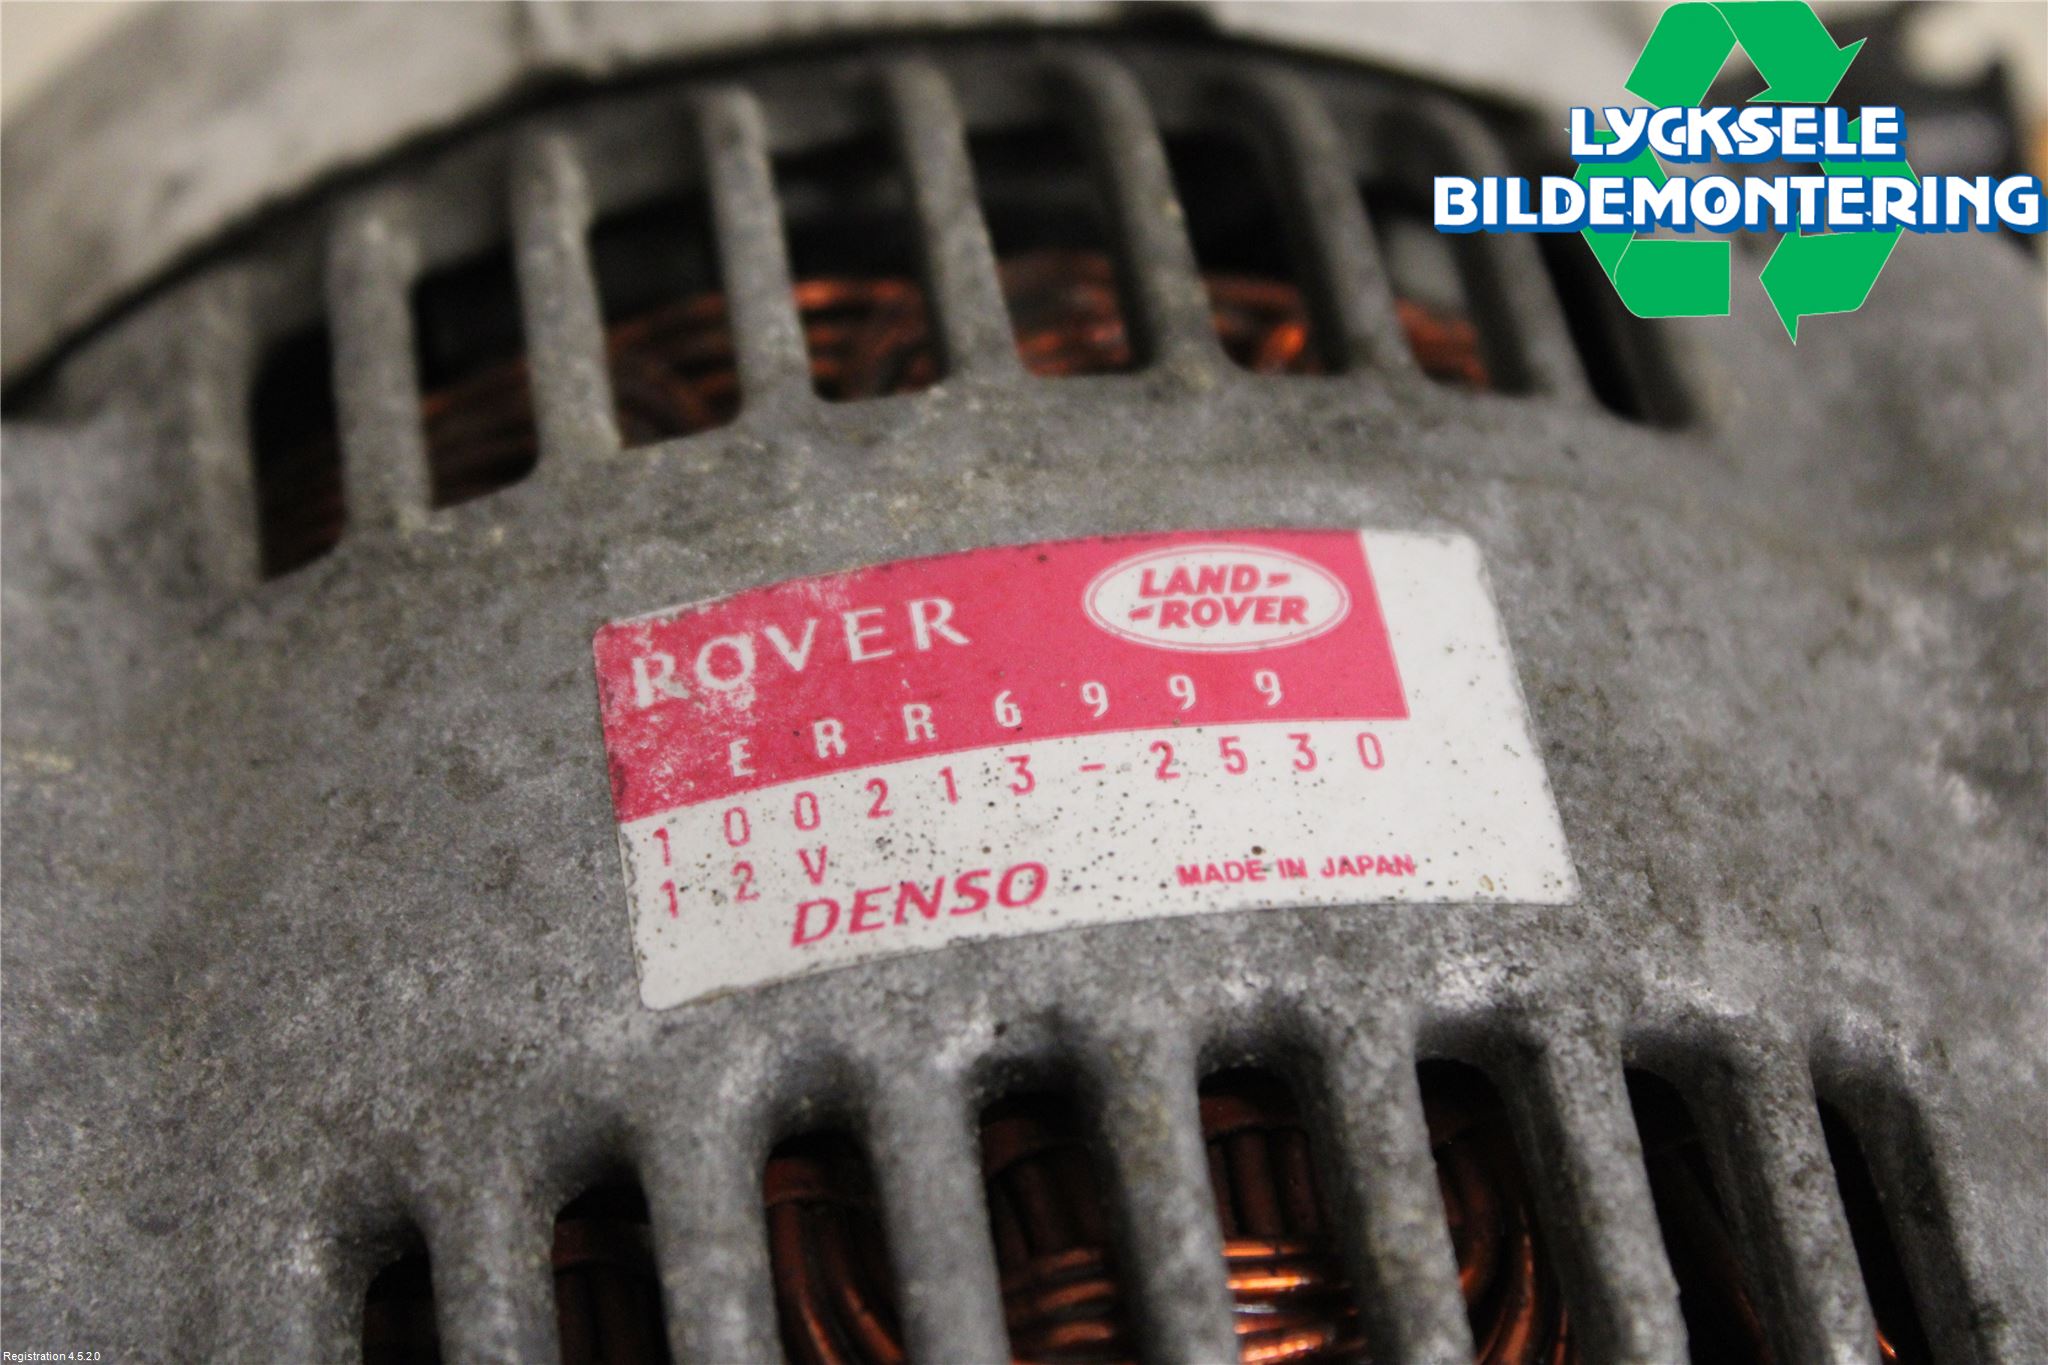 LYCKSELE
BILDEMONTERING
LAND-
-ROVER
ROVER
ERR6999
100213-2530
12V
DENSO
MADE IN JAPAN
Registration 4.5.2.0